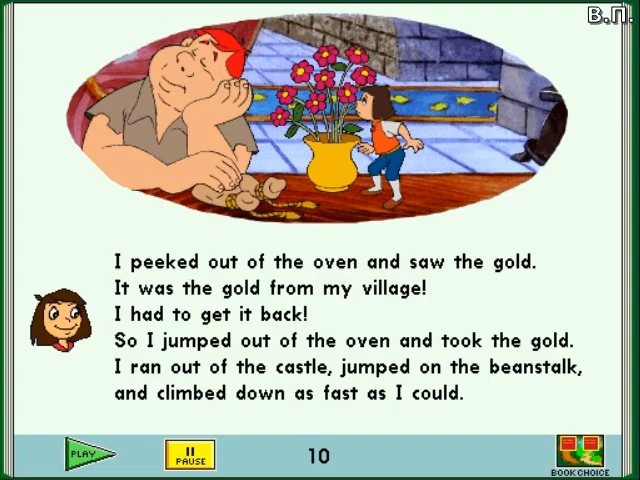 В.П.
I peeked out of the oven and saw the gold.
It was the gold from my village!
I had to get it back!
So I jumped out of the oven and took the gold.
I ran out of the castle, jumped on the beanstalk,
and climbed down as fast as I could.
PLAY
PAUSE
10
BOOK CHOICE